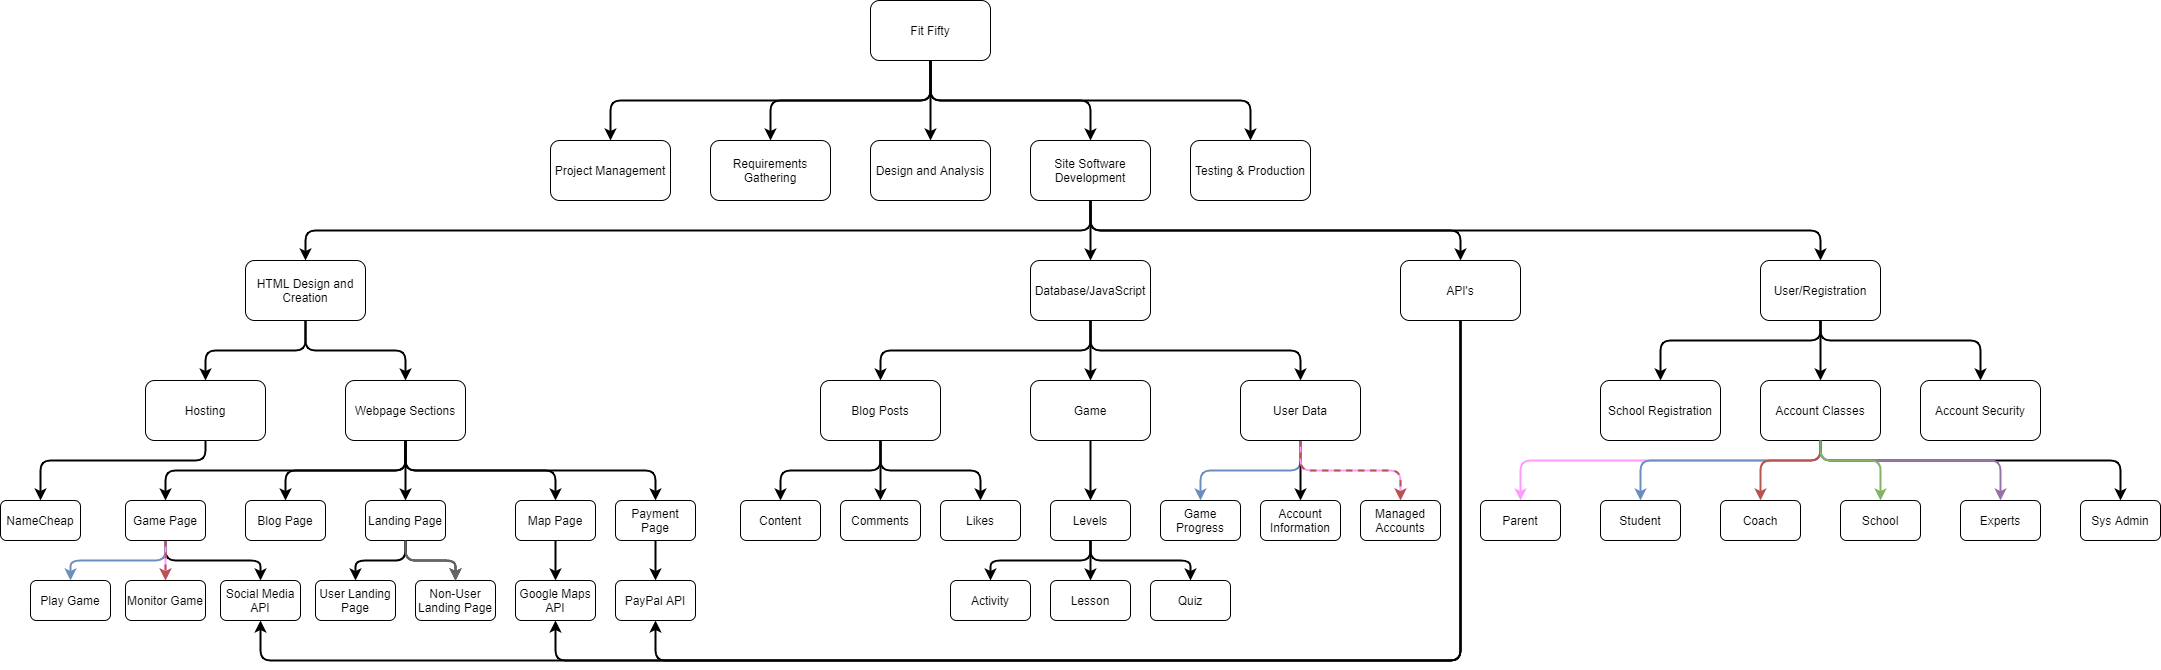 Fit Fifty
Project Management
Requirements
Gathering
Design and Analysis
Site Software
Development
Testing & Production
HTML Design and
Creation
Database/JavaScript
API's
User/Registration
Hosting
Webpage Sections
Blog Posts
Game
User Data
School Registration
Account Classes
Account Security
NameCheap
Game Page
Blog Page
Landing Page
Map Page
Payment
Page
Content
Comments
Likes
Levels
Game
Progress
Account
Information
Managed
Accounts
Parent
Student
Coach
School
Experts
Sys Admin
Play Game
Monitor Game
Social Media
API
User Landing
Page
Non-User
Landing Page
Google Maps
API
PayPal API
Activity
Lesson
Quiz